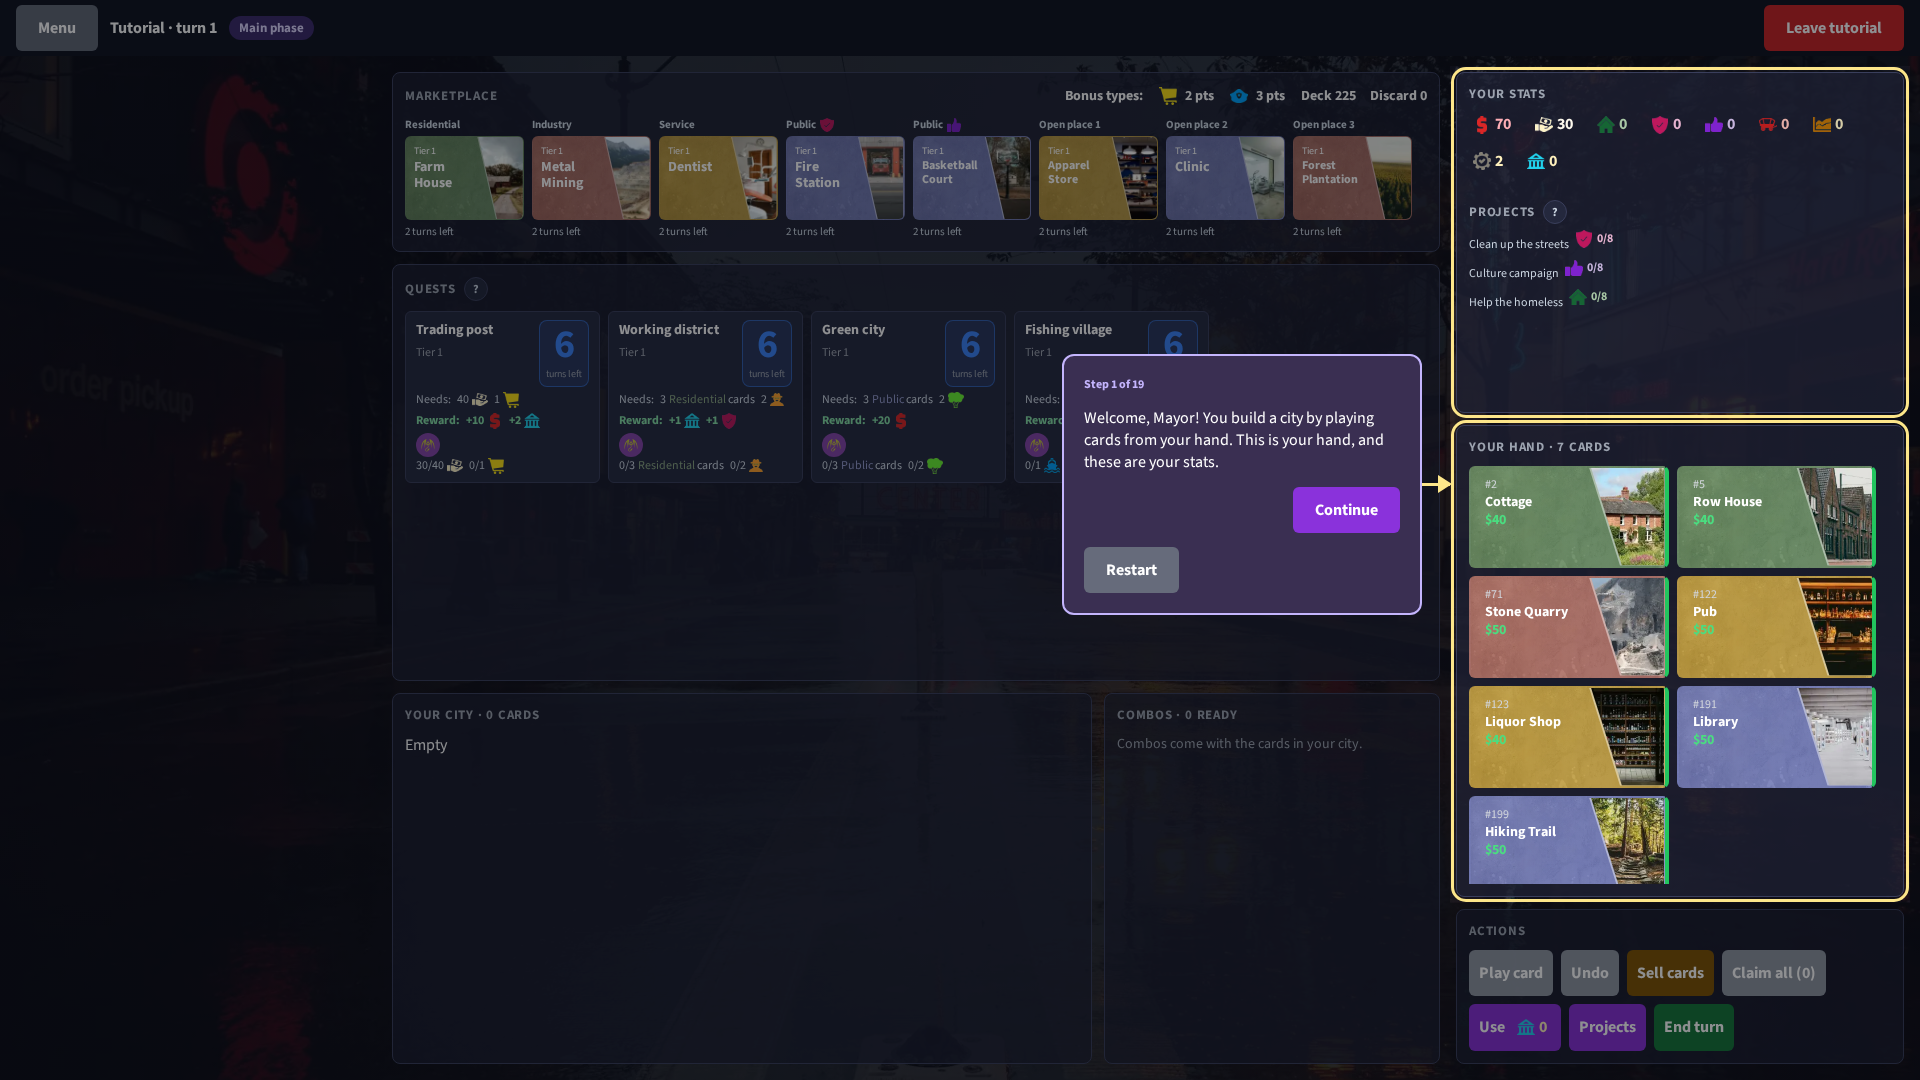 Menu
Tutorial · turn 1
Main phase
Leave tutorial
MARKETPLACE
Bonus types: 2 pts 3 pts Deck 225 Discard 0
Residential
Tier 1
Farm
House
2 turns left
Industry
Tier 1
Metal
Mining
2 turns left
Service
Tier 1
Dentist
2 turns left
Public
Tier 1
Fire
Station
2 turns left
Public
Tier 1
Basketball
Court
2 turns left
Open place 1
Tier 1
Apparel
Store
2 turns left
Open place 2
Tier 1
Clinic
2 turns left
Open place 3
Tier 1
Forest
Plantation
2 turns left
QUESTS ?
Trading post
Tier 1
6
turns left
Needs: 40 1
Reward: +10 +2
30/40 0/1
Working district
Tier 1
6
turns left
Needs: 3 Residential cards 2
Reward: +1 +1
0/3 Residential cards 0/2
Green city
Tier 1
6
turns left
Needs: 3 Public cards 2
Reward: +20
0/3 Public cards 0/2
Fishing village
Tier 1
6
Needs:
Rewar
0/1
order pickup
Step 1 of 19
Welcome, Mayor! You build a city by playing
cards from your hand. This is your hand, and
these are your stats.
Continue
Restart
YOUR CITY · 0 CARDS
Empty
COMBOS · 0 READY
Combos come with the cards in your city.
YOUR STATS
70 30 0 0 0 0 0
2 0
PROJECTS ?
Clean up the streets 0/8
Culture campaign 0/8
Help the homeless 0/8
YOUR HAND · 7 CARDS
#2
Cottage
$40
#5
Row House
$40
#71
Stone Quarry
$50
#122
Pub
$50
#123
Liquor Shop
$40
#191
Library
$50
#199
Hiking Trail
$50
ACTIONS
Play card
Undo
Sell cards
Claim all (0)
Use 0
Projects
End turn